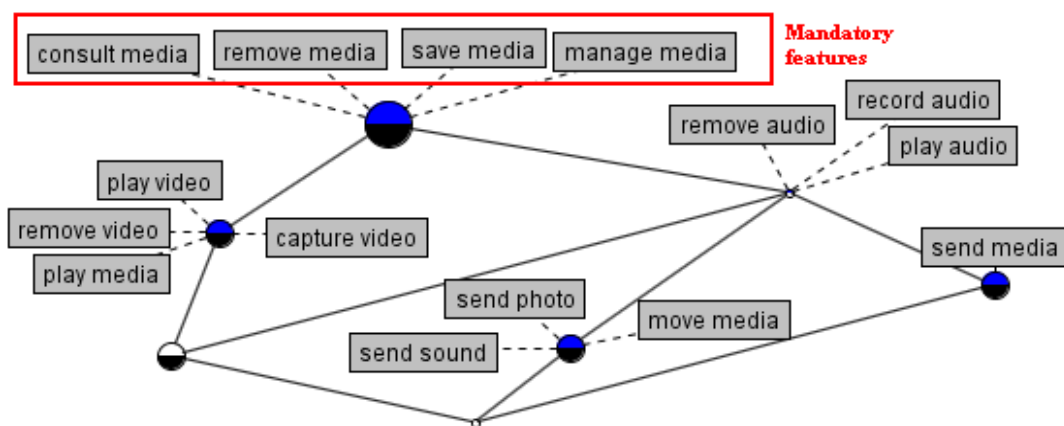 consult media
remove media
save media
manage media
Mandatory
features
record audio
remove audio
play audio
play video
remove video
capture video
play media
send media
send photo
move media
send sound